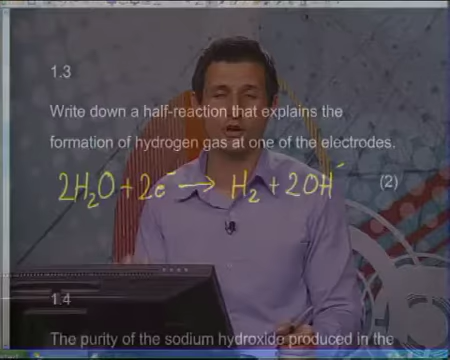 1.3
Write down a half-reaction that explains the
formation of hydrogen gas at one of the electrodes.
2H₂O + 2e⁻ → H₂ + 2OH⁻ (2)
1.4
The purity of the sodium hydroxide produced in the